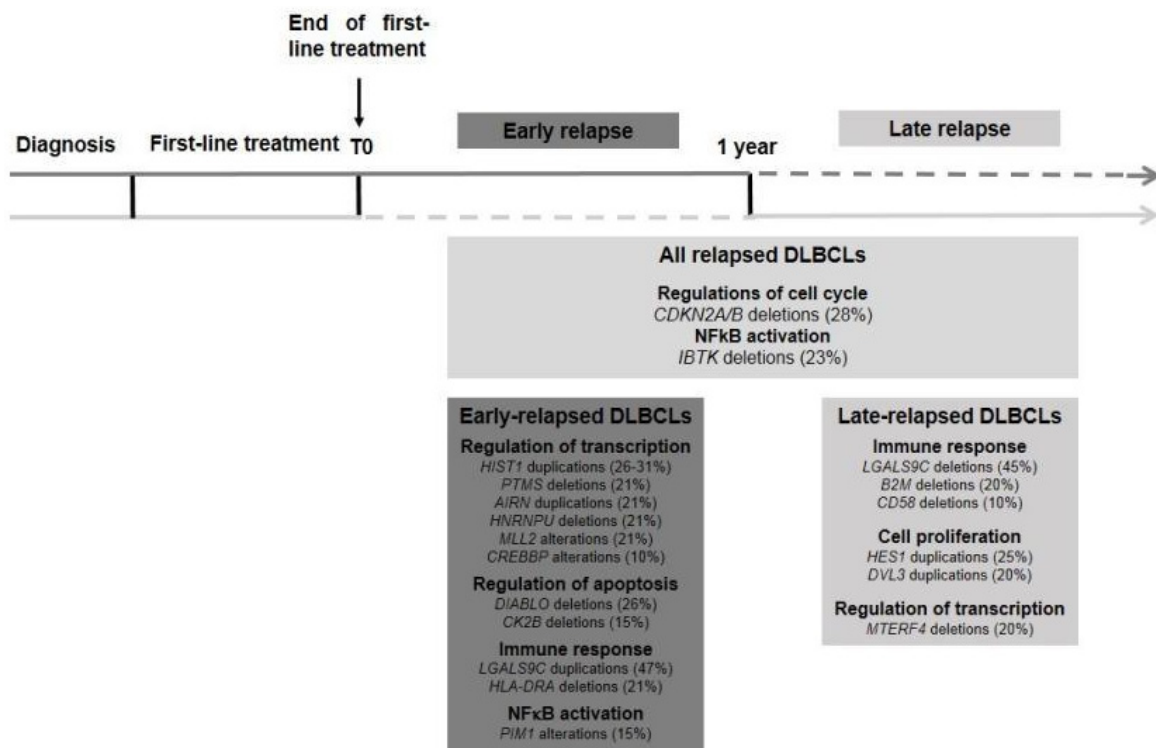 End of first-
line treatment
Early relapse
Late relapse
Diagnosis
First-line treatment
T0
1 year
All relapsed DLBCLs
Regulations of cell cycle
CDKN2A/B deletions (28%)
NFkB activation
IBTK deletions (23%)
Early-relapsed DLBCLs
Regulation of transcription
HIST1 duplications (26-31%)
PTMS deletions (21%)
AIRN duplications (21%)
HNRNPU deletions (21%)
MLL2 alterations (21%)
CREBBP alterations (10%)
Regulation of apoptosis
DIABLO deletions (26%)
CK2B deletions (15%)
Immune response
LGALS9C duplications (47%)
HLA-DRA deletions (21%)
NFκB activation
PIM1 alterations (15%)
Late-relapsed DLBCLs
Immune response
LGALS9C deletions (45%)
B2M deletions (20%)
CD58 deletions (10%)
Cell proliferation
HES1 duplications (25%)
DVL3 duplications (20%)
Regulation of transcription
MTERF4 deletions (20%)